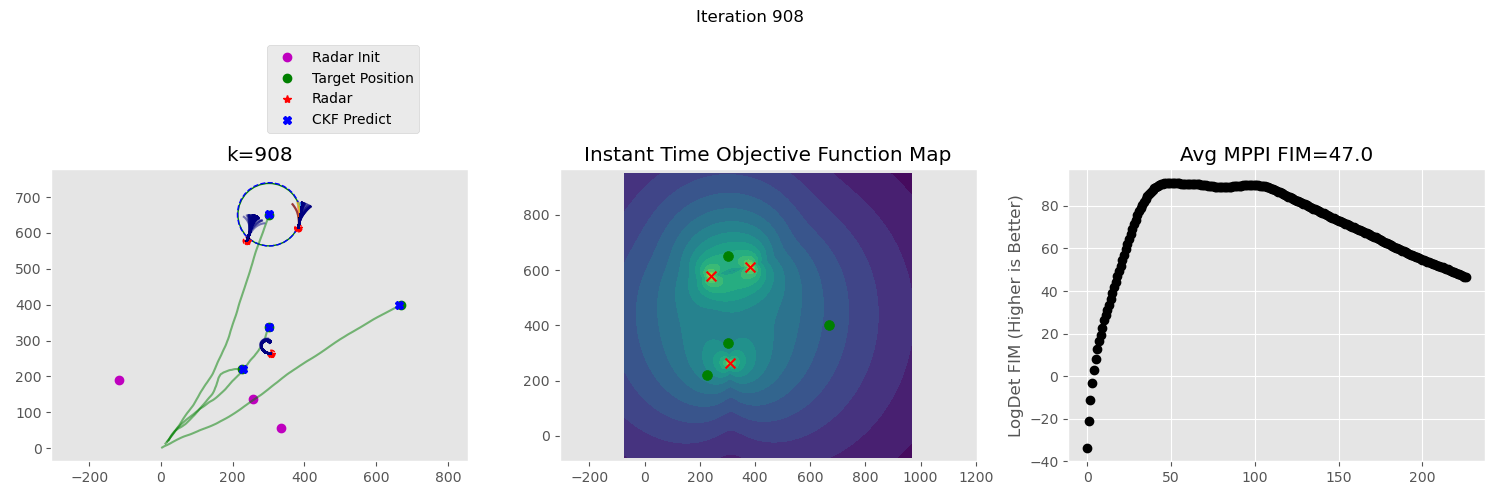 Iteration 908
Radar Init
Target Position
Radar
CKF Predict
k=908
700
600
500
400
300
200
100
0
−200 0 200 400 600 800
Instant Time Objective Function Map
800
600
400
200
0
−200 0 200 400 600 800 1000 1200
Avg MPPI FIM=47.0
LogDet FIM (Higher is Better)
80
60
40
20
0
−20
−40
0 50 100 150 200